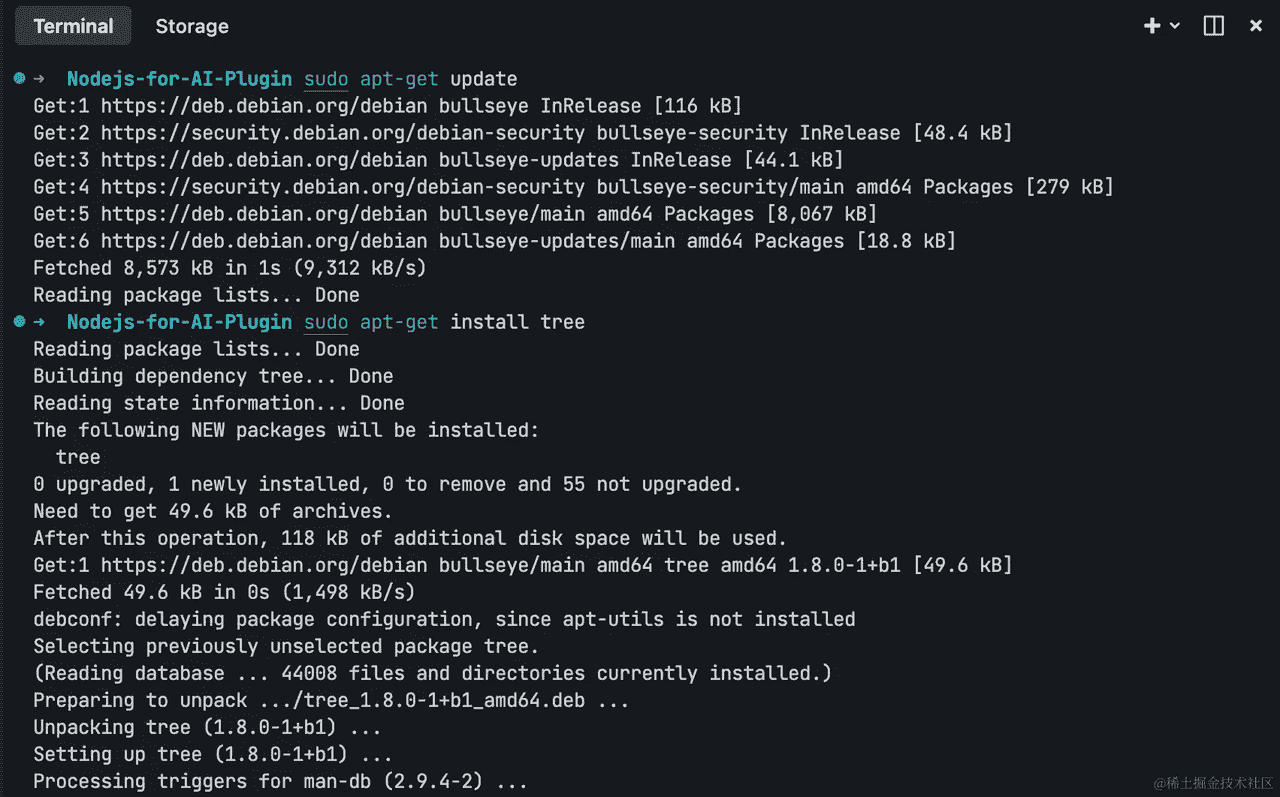 Terminal Storage
➜ Nodejs-for-AI-Plugin sudo apt-get update
Get:1 https://deb.debian.org/debian bullseye InRelease [116 kB]
Get:2 https://security.debian.org/debian-security bullseye-security InRelease [48.4 kB]
Get:3 https://deb.debian.org/debian bullseye-updates InRelease [44.1 kB]
Get:4 https://security.debian.org/debian-security bullseye-security/main amd64 Packages [279 kB]
Get:5 https://deb.debian.org/debian bullseye/main amd64 Packages [8,067 kB]
Get:6 https://deb.debian.org/debian bullseye-updates/main amd64 Packages [18.8 kB]
Fetched 8,573 kB in 1s (9,312 kB/s)
Reading package lists... Done
➜ Nodejs-for-AI-Plugin sudo apt-get install tree
Reading package lists... Done
Building dependency tree... Done
Reading state information... Done
The following NEW packages will be installed:
  tree
0 upgraded, 1 newly installed, 0 to remove and 55 not upgraded.
Need to get 49.6 kB of archives.
After this operation, 118 kB of additional disk space will be used.
Get:1 https://deb.debian.org/debian bullseye/main amd64 tree amd64 1.8.0-1+b1 [49.6 kB]
Fetched 49.6 kB in 0s (1,498 kB/s)
debconf: delaying package configuration, since apt-utils is not installed
Selecting previously unselected package tree.
(Reading database ... 44008 files and directories currently installed.)
Preparing to unpack .../tree_1.8.0-1+b1_amd64.deb ...
Unpacking tree (1.8.0-1+b1) ...
Setting up tree (1.8.0-1+b1) ...
Processing triggers for man-db (2.9.4-2) ...
@稀土掘金技术社区